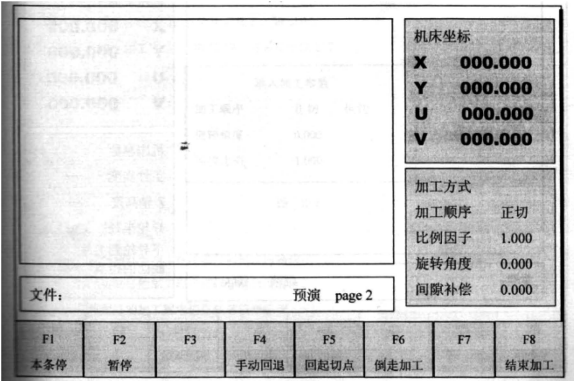 机床坐标
X 000.000
Y 000.000
U 000.000
V 000.000
加工方式
加工顺序 正切
比例因子 1.000
旋转角度 0.000
间隙补偿 0.000
文件： 预演 page 2
F1 F2 F3 F4 F5 F6 F7 F8
本条停 暂停 手动回退 回起切点 倒走加工 结束加工